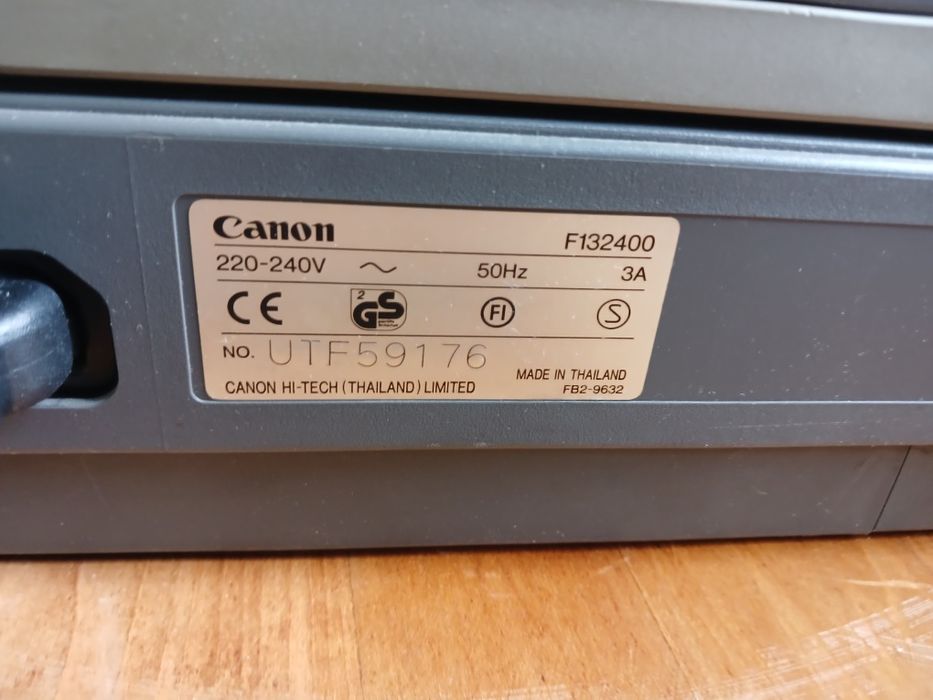 Canon F132400
220-240V ~ 50Hz 3A
CE 2 GS FI S
NO. UTF59176
CANON HI-TECH (THAILAND) LIMITED MADE IN THAILAND
FB2-9632